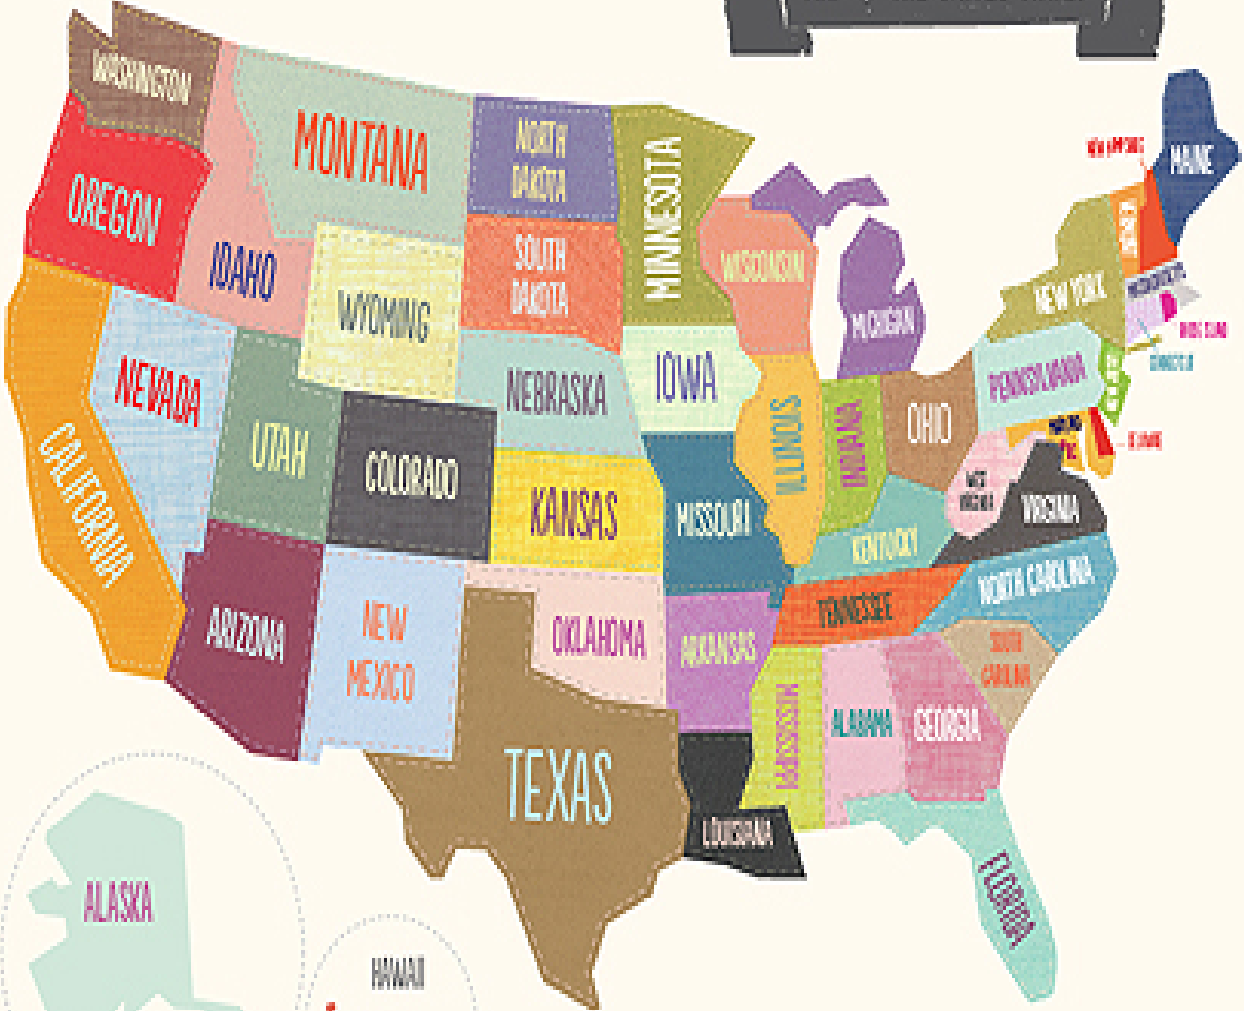 WASHINGTON
MONTANA
NORTH
DAKOTA
MINNESOTA
MAINE
OREGON
IDAHO
SOUTH
DAKOTA
WISCONSIN
WYOMING
MICHIGAN
NEW YORK
NEVADA
NEBRASKA
IOWA
PENNSYLVANIA
CALIFORNIA
UTAH
COLORADO
ILLINOIS
INDIANA
OHIO
KANSAS
MISSOURI
WEST
VIRGINIA
VIRGINIA
KENTUCKY
NORTH CAROLINA
ARIZONA
NEW
MEXICO
OKLAHOMA
ARKANSAS
TENNESSEE
SOUTH
CAROLINA
MISSISSIPPI
ALABAMA
GEORGIA
TEXAS
LOUISIANA
FLORIDA
ALASKA
HAWAII